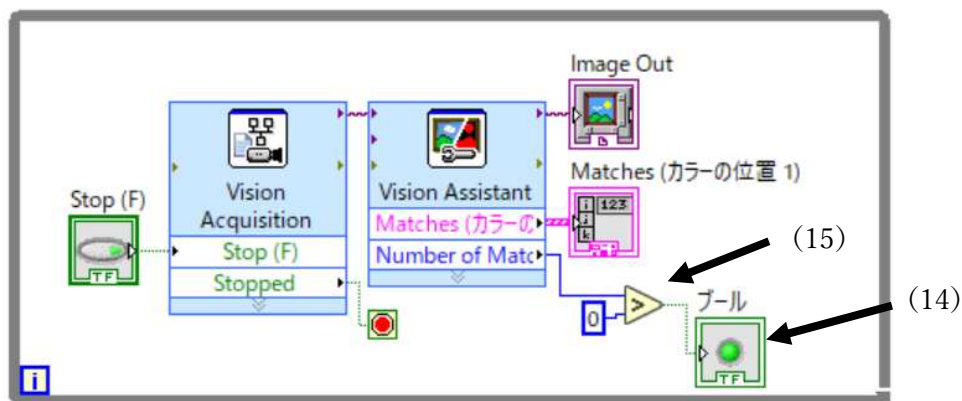 Image Out
Matches (カラーの位置 1)
Stop (F)
TF
Vision
Acquisition
Stop (F)
Stopped
Vision Assistant
Matches (カラーの
Number of Matc
i 123
j
k
(15)
0
>
ブール
TF
(14)
i